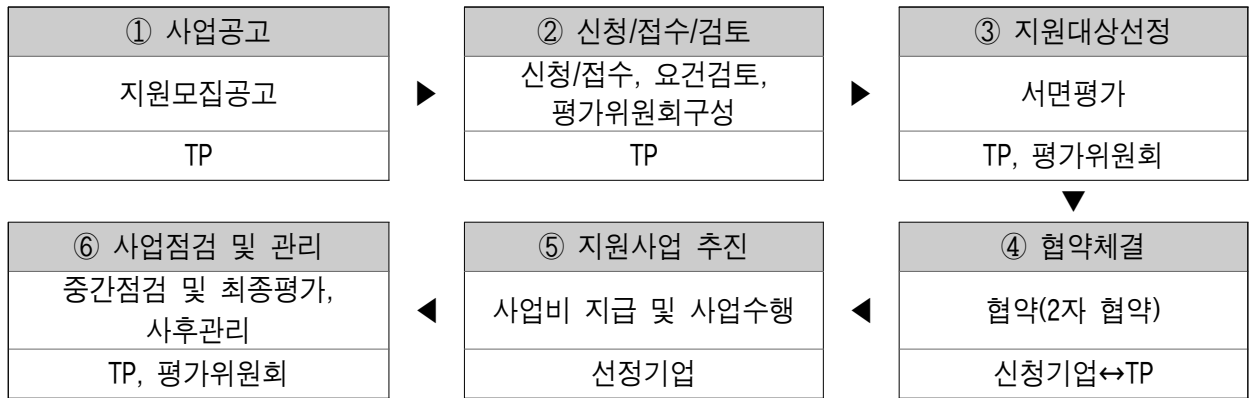 ① 사업공고
지원모집공고
TP
▶
② 신청/접수/검토
신청/접수, 요건검토,
평가위원회구성
TP
▶
③ 지원대상선정
서면평가
TP, 평가위원회
▼
④ 협약체결
협약(2자 협약)
신청기업↔TP
◀
⑤ 지원사업 추진
사업비 지급 및 사업수행
선정기업
◀
⑥ 사업점검 및 관리
중간점검 및 최종평가,
사후관리
TP, 평가위원회